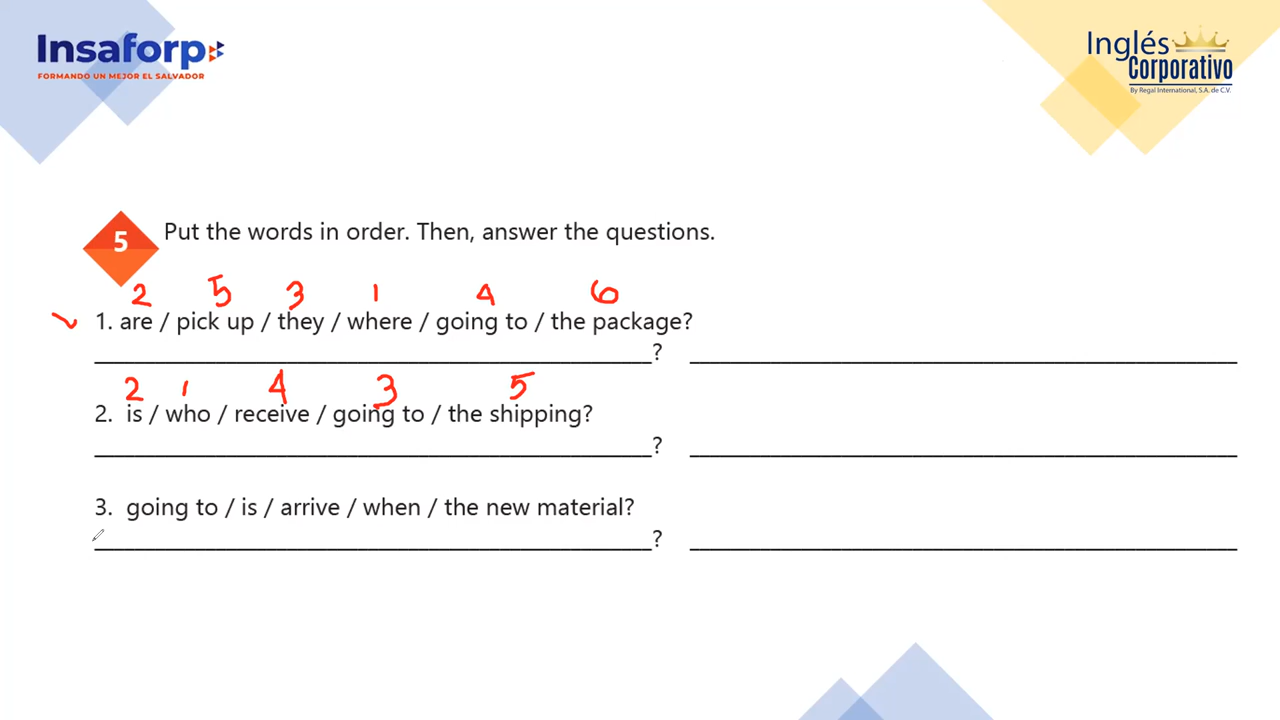 Insaforp
FORMANDO UN MEJOR EL SALVADOR
Inglés
Corporativo
By Regal International, S.A. de C.V.
5 Put the words in order. Then, answer the questions.
2 5 3 1 4 6
1. are / pick up / they / where / going to / the package?
?
2 1 4 3 5
2. is / who / receive / going to / the shipping?
?
3. going to / is / arrive / when / the new material?
?